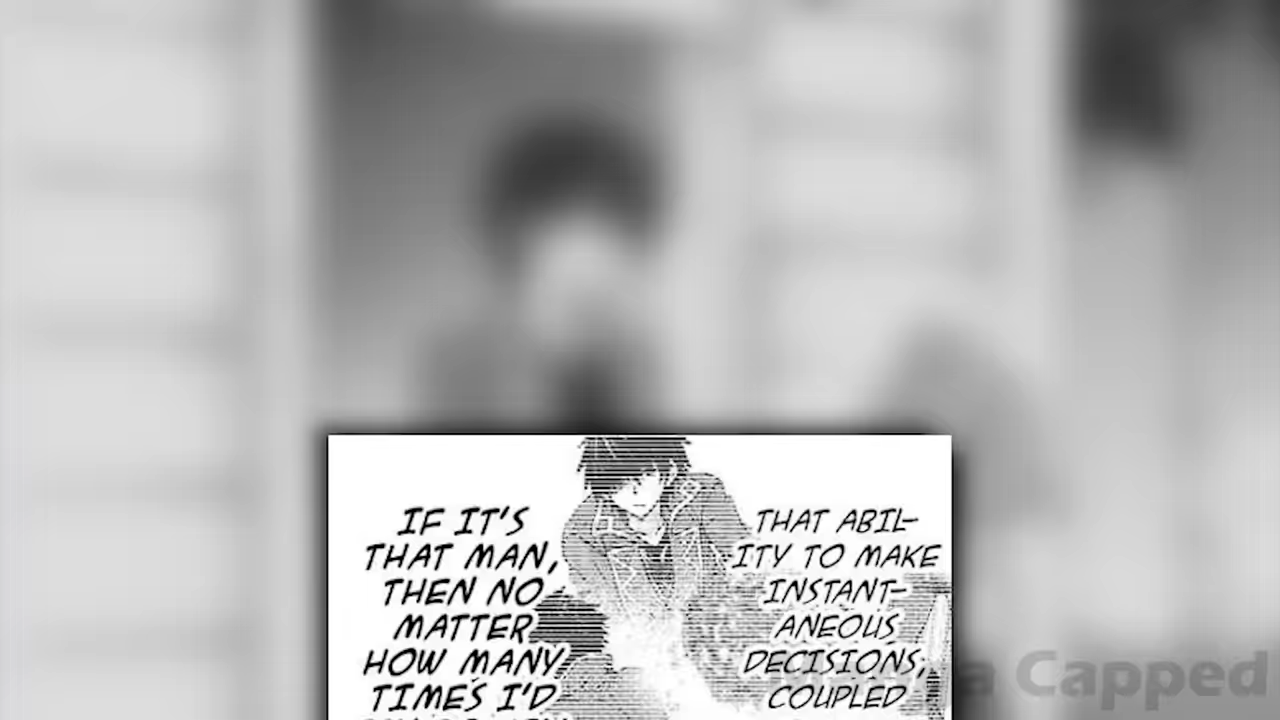 THAT ABIL-
ITY TO MAKE
INSTANT-
ANEOUS
DECISIONS,
COUPLED
IF IT'S
THAT MAN,
THEN NO
MATTER
HOW MANY
TIMES I'D
a Capped